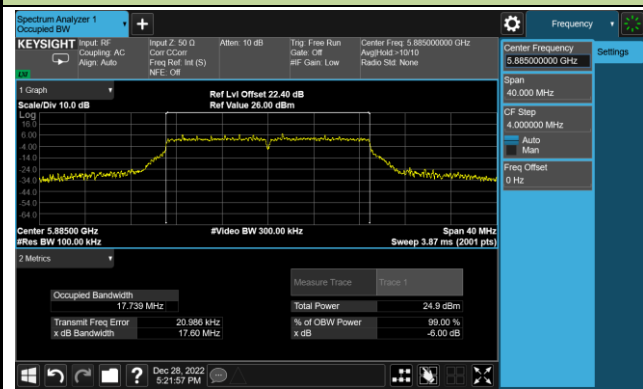 Spectrum Analyzer 1
Occupied BW
+
Frequency
KEYSIGHT
Input: RF
Coupling: AC
Align: Auto
Input Z: 50 Ω
Corr CCorr
Freq Ref: Int (S)
NFE: Off
Atten: 10 dB
Trig: Free Run
Gate: Off
#IF Gain: Low
Center Freq: 5.885000000 GHz
Avg|Hold:>10/10
Radio Std: None
Center Frequency
5.885000000 GHz
Settings
Span
40.000 MHz
CF Step
4.000000 MHz
Auto
Man
Freq Offset
0 Hz
1 Graph
Scale/Div 10.0 dB
Ref Lvl Offset 22.40 dB
Ref Value 26.00 dBm
Log
16.0
6.00
-4.00
-14.0
-24.0
-34.0
-44.0
-54.0
-64.0
Center 5.88500 GHz
#Res BW 100.00 kHz
#Video BW 300.00 kHz
Span 40 MHz
Sweep 3.87 ms (2001 pts)
2 Metrics
Measure Trace Trace 1
Occupied Bandwidth
17.739 MHz
Total Power 24.9 dBm
Transmit Freq Error 20.986 kHz
% of OBW Power 99.00 %
x dB Bandwidth 17.60 MHz
x dB -6.00 dB
?
Dec 28, 2022
5:21:57 PM